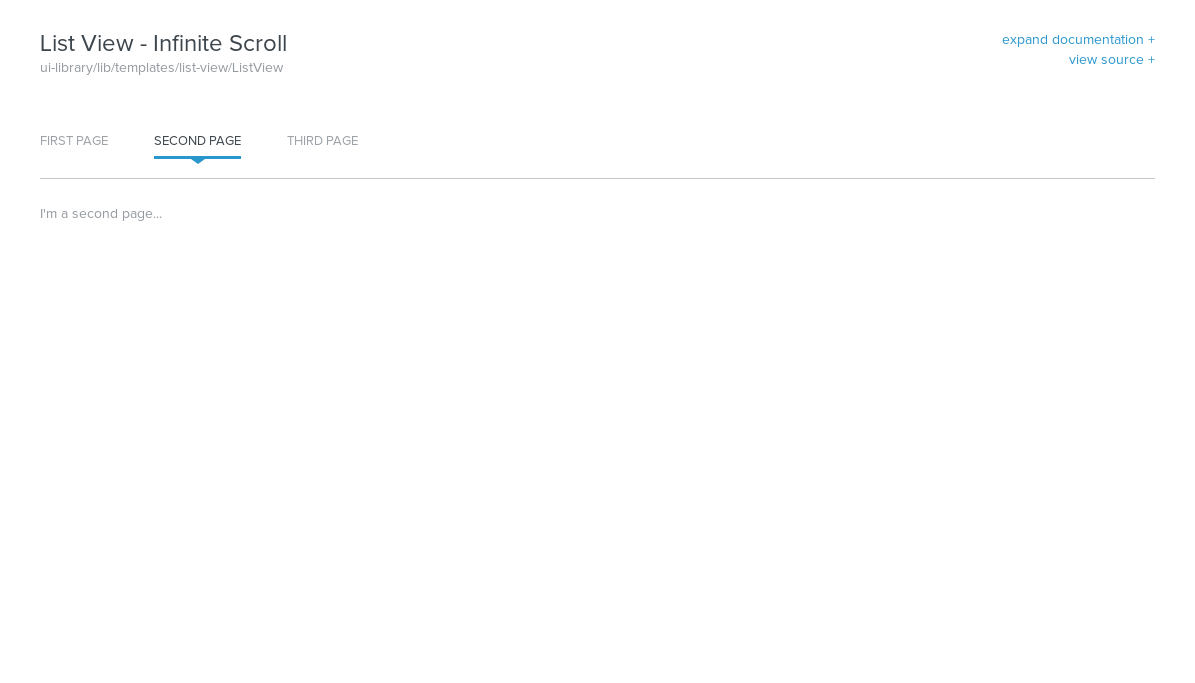 List View - Infinite Scroll
ui-library/lib/templates/list-view/ListView
expand documentation +
view source +
FIRST PAGE SECOND PAGE THIRD PAGE
I'm a second page...